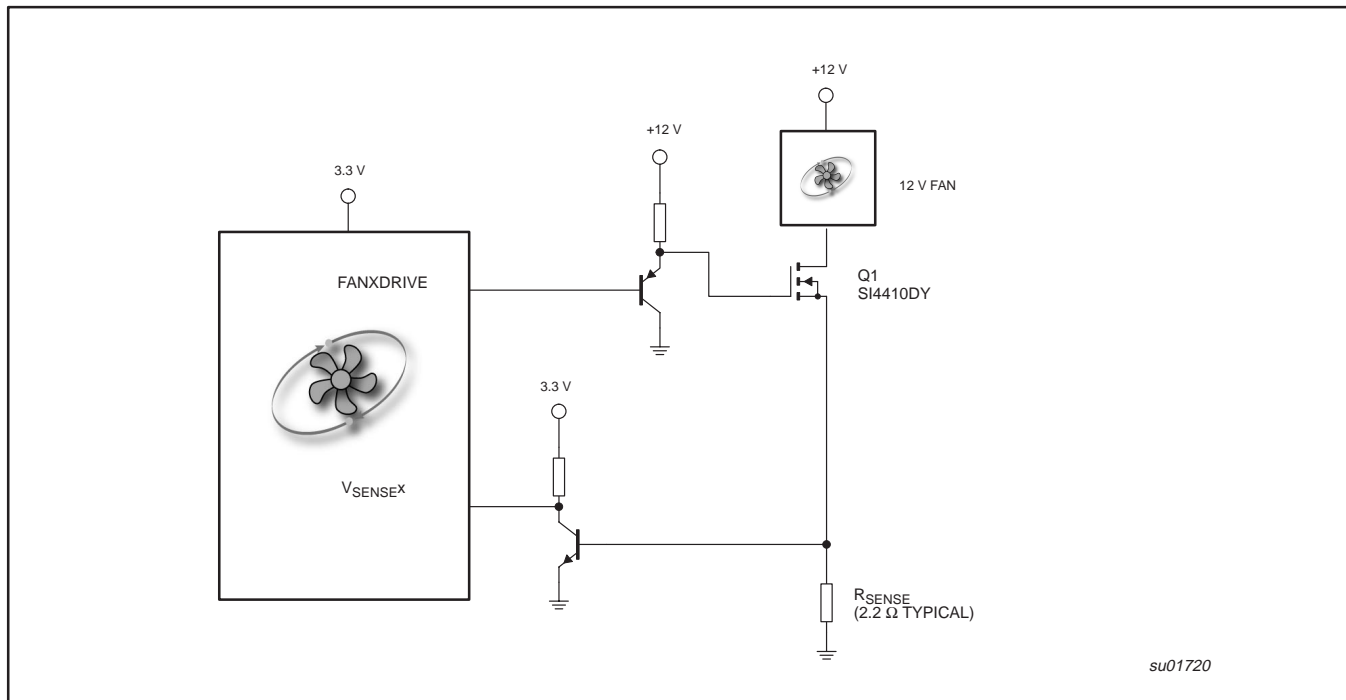 +12 V
+12 V
3.3 V
12 V FAN
FANXDRIVE
Q1
SI4410DY
3.3 V
VSENSEX
RSENSE
(2.2 Ω TYPICAL)
su01720